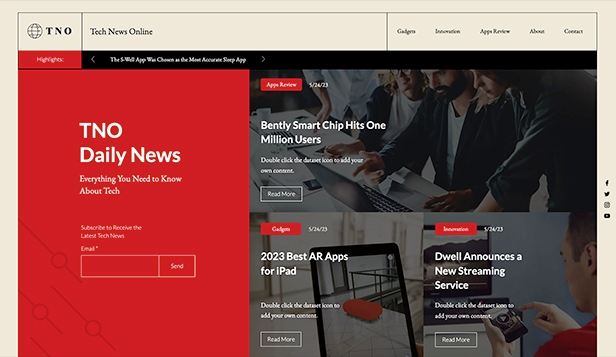 TNO
Tech News Online
Gadgets
Innovation
Apps Review
About
Contact
Highlights:
The S-Well App Was Chosen as the Most Accurate Sleep App
TNO
Daily News
Everything You Need to Know
About Tech
Subscribe to Receive the
Latest Tech News
Email *
Send
Apps Review
5/24/23
Bently Smart Chip Hits One
Million Users
Double click the dataset icon to add your
own content.
Read More
Gadgets
5/24/23
2023 Best AR Apps
for iPad
Double click the dataset icon to
add your own content.
Read More
Innovation
5/24/23
Dwell Announces a
New Streaming
Service
Double click the dataset icon to
add your own content.
Read More